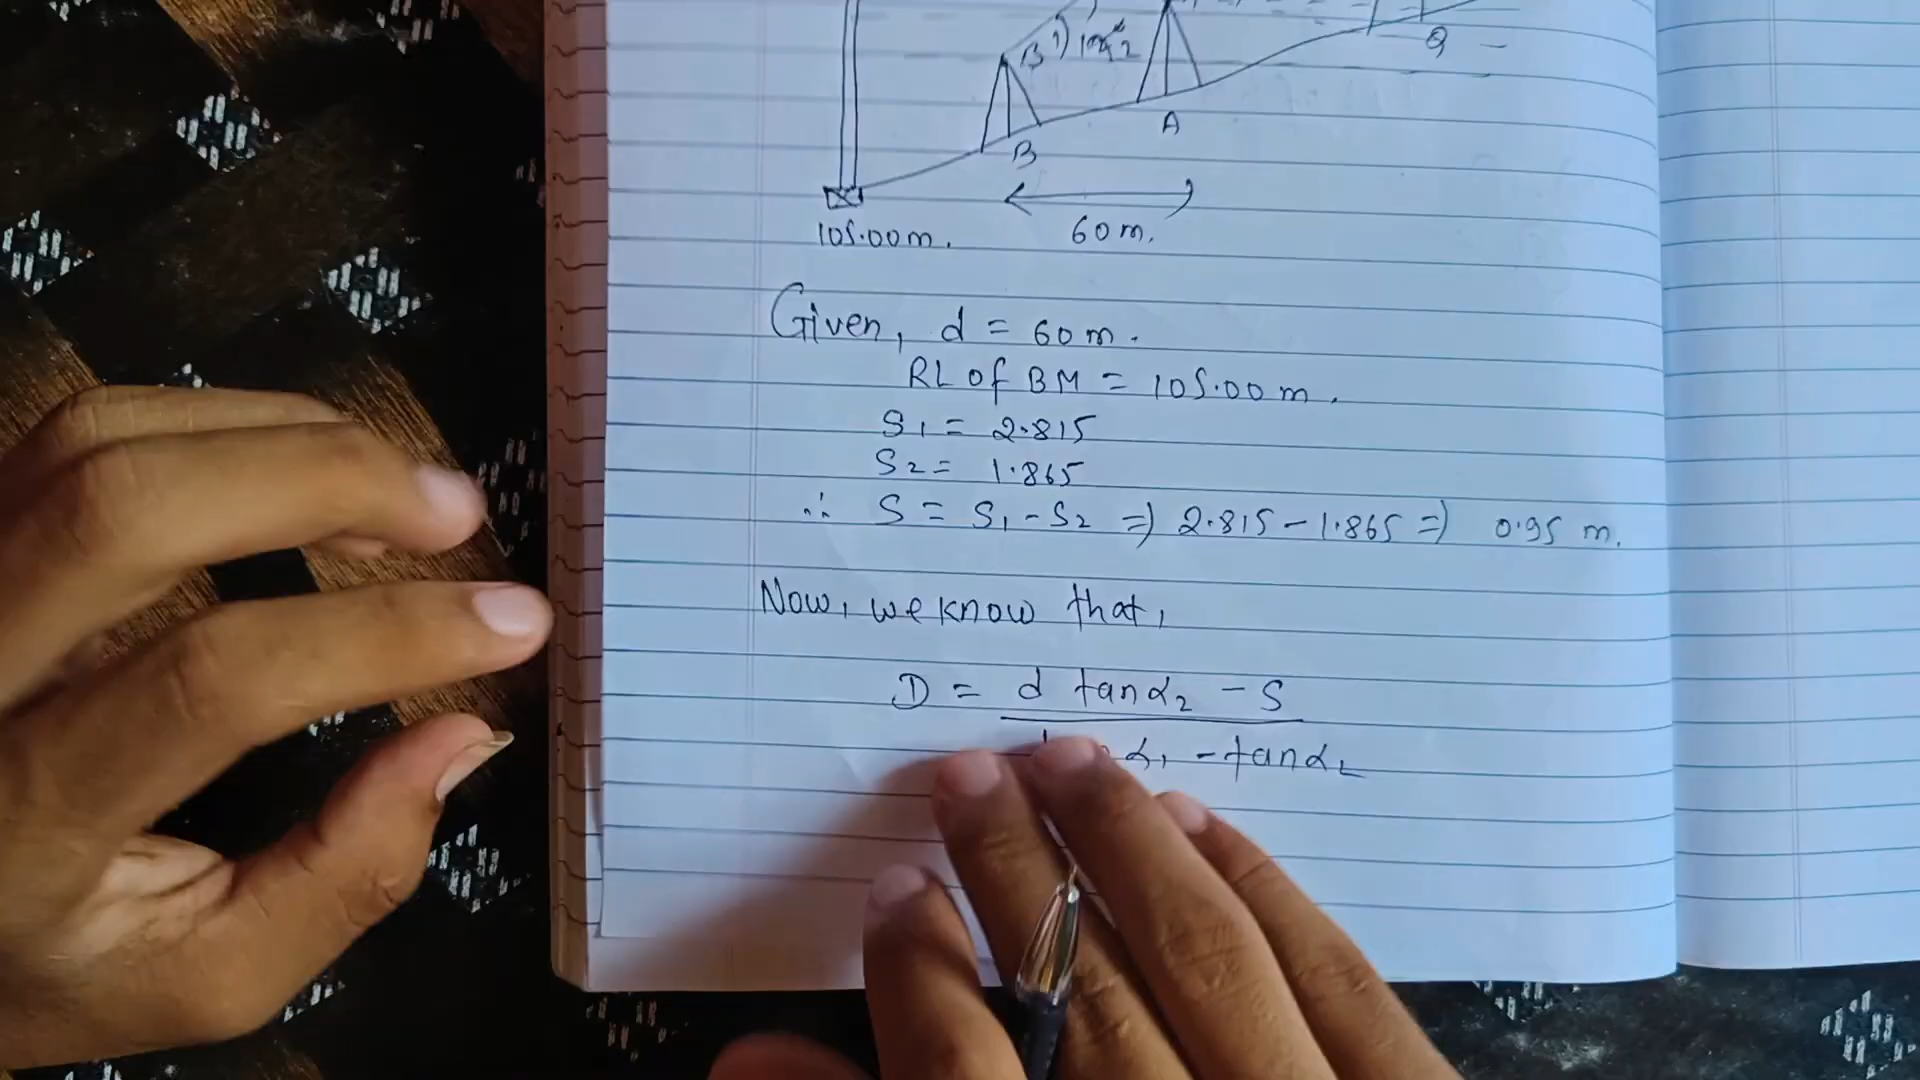 B'
Q
A
B
105.00m.
60m.
Given, d = 60m.
RL of BM = 105.00m.
S1 = 2.815
S2 = 1.865
∴ S = S1 - S2 => 2.815 - 1.865 => 0.95 m.
Now, we know that,
D = d tanα2 - S
α1 - tanα2